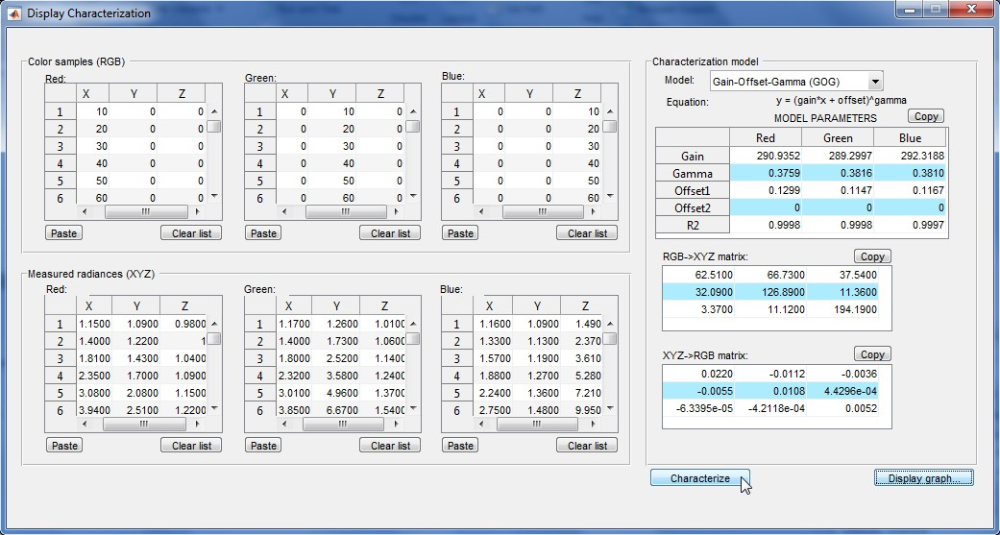 Display Characterization
Color samples (RGB)
Red:
X Y Z
1 10 0 0
2 20 0 0
3 30 0 0
4 40 0 0
5 50 0 0
6 60 0 0
Paste Clear list
Green:
X Y Z
1 0 10 0
2 0 20 0
3 0 30 0
4 0 40 0
5 0 50 0
6 0 60 0
Paste Clear list
Blue:
X Y Z
1 0 0 10
2 0 0 20
3 0 0 30
4 0 0 40
5 0 0 50
6 0 0 60
Paste Clear list
Measured radiances (XYZ)
Red:
X Y Z
1 1.1500 1.0900 0.9800
2 1.4000 1.2200 1
3 1.8100 1.4300 1.0400
4 2.3500 1.7000 1.0900
5 3.0800 2.0800 1.1500
6 3.9400 2.5100 1.2200
Paste Clear list
Green:
X Y Z
1 1.1700 1.2600 1.0100
2 1.4000 1.7300 1.0600
3 1.8000 2.5200 1.1400
4 2.3200 3.5800 1.2400
5 3.0100 4.9600 1.3700
6 3.8500 6.6700 1.5400
Paste Clear list
Blue:
X Y Z
1 1.1600 1.0900 1.490
2 1.3300 1.1300 2.370
3 1.5700 1.1900 3.610
4 1.8800 1.2700 5.280
5 2.2400 1.3600 7.210
6 2.7500 1.4800 9.950
Paste Clear list
Characterization model
Model: Gain-Offset-Gamma (GOG)
Equation: y = (gain*x + offset)^gamma
MODEL PARAMETERS Copy
Red Green Blue
Gain 290.9352 289.2997 292.3188
Gamma 0.3759 0.3816 0.3810
Offset1 0.1299 0.1147 0.1167
Offset2 0 0 0
R2 0.9998 0.9998 0.9997
RGB->XYZ matrix: Copy
62.5100 66.7300 37.5400
32.0900 126.8900 11.3600
3.3700 11.1200 194.1900
XYZ->RGB matrix: Copy
0.0220 -0.0112 -0.0036
-0.0055 0.0108 4.4296e-04
-6.3395e-05 -4.2118e-04 0.0052
Characterize Display graph...